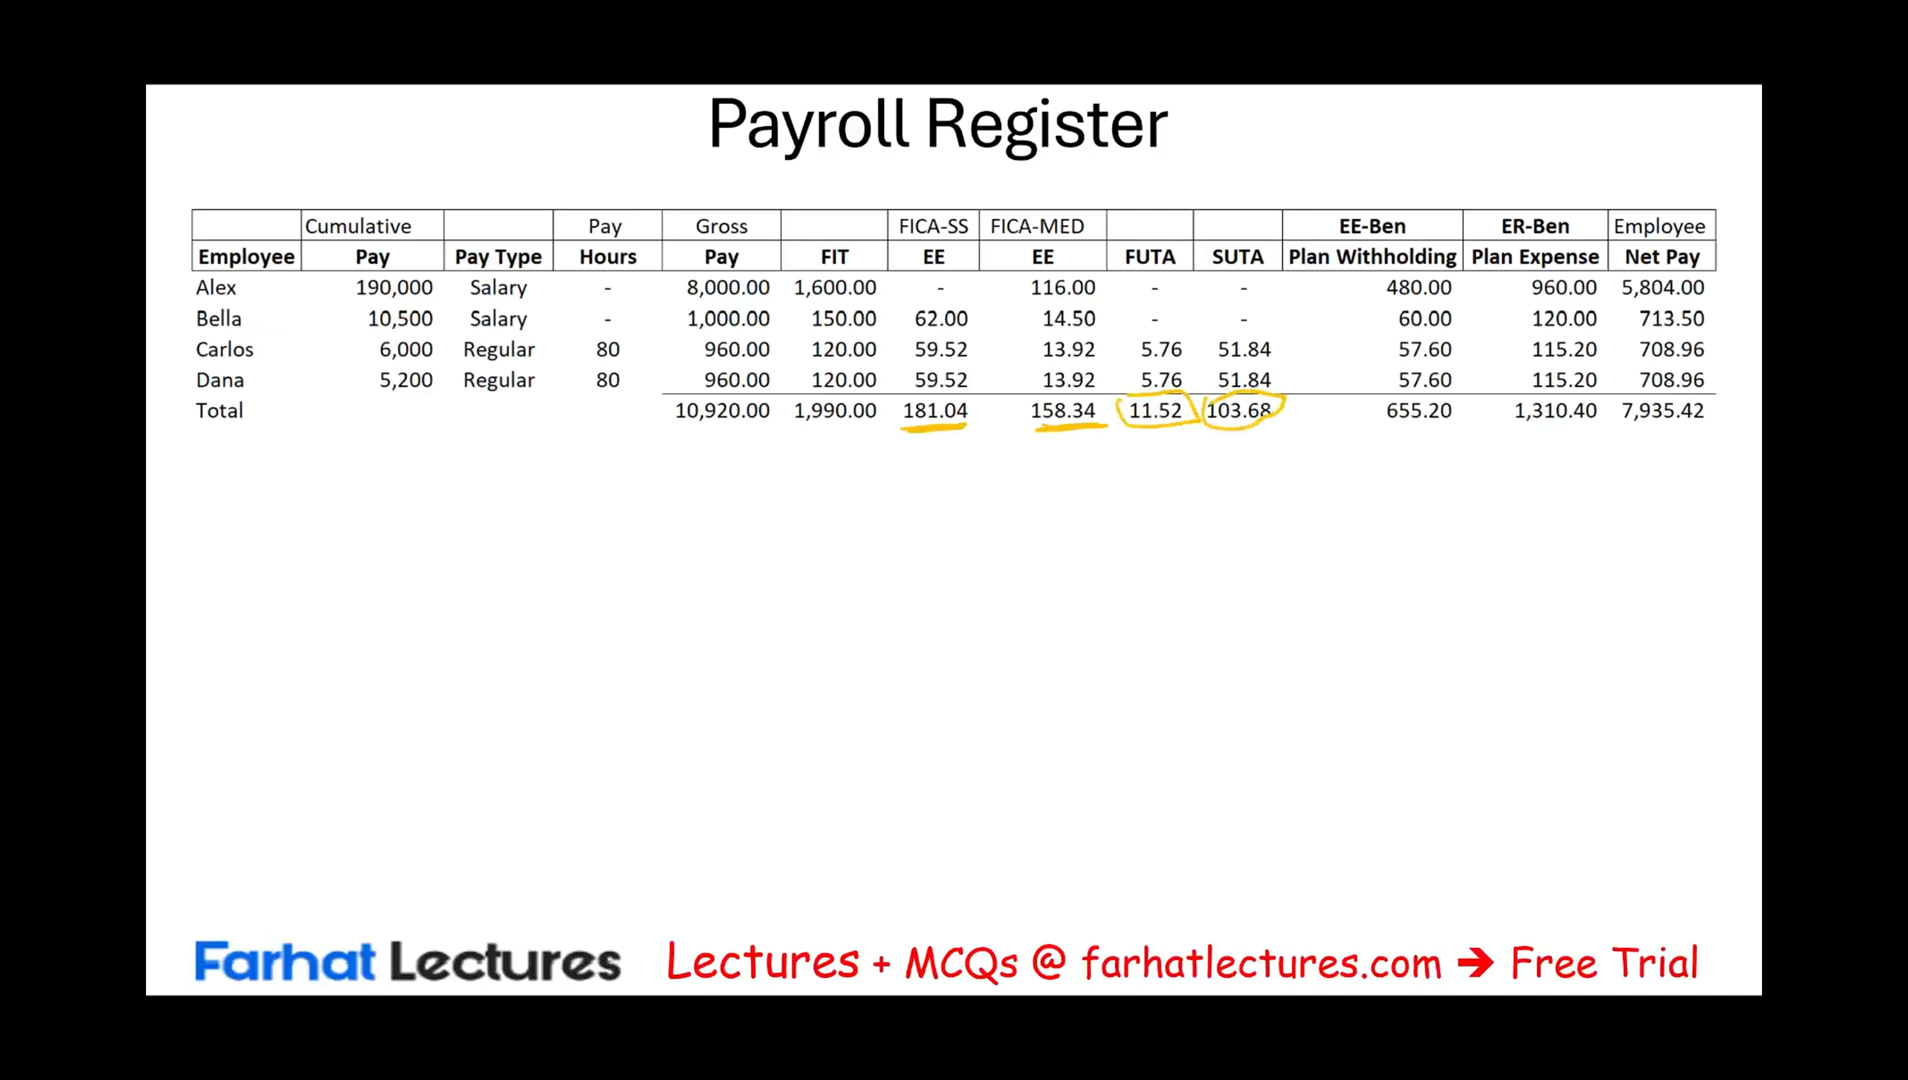 Payroll Register
Cumulative Pay Gross FICA-SS FICA-MED EE-Ben ER-Ben Employee
Employee Pay Pay Type Hours Pay FIT EE EE FUTA SUTA Plan Withholding Plan Expense Net Pay
Alex 190,000 Salary - 8,000.00 1,600.00 - 116.00 - - 480.00 960.00 5,804.00
Bella 10,500 Salary - 1,000.00 150.00 62.00 14.50 - - 60.00 120.00 713.50
Carlos 6,000 Regular 80 960.00 120.00 59.52 13.92 5.76 51.84 57.60 115.20 708.96
Dana 5,200 Regular 80 960.00 120.00 59.52 13.92 5.76 51.84 57.60 115.20 708.96
Total 10,920.00 1,990.00 181.04 158.34 11.52 103.68 655.20 1,310.40 7,935.42
Farhat Lectures Lectures + MCQs @ farhatlectures.com → Free Trial